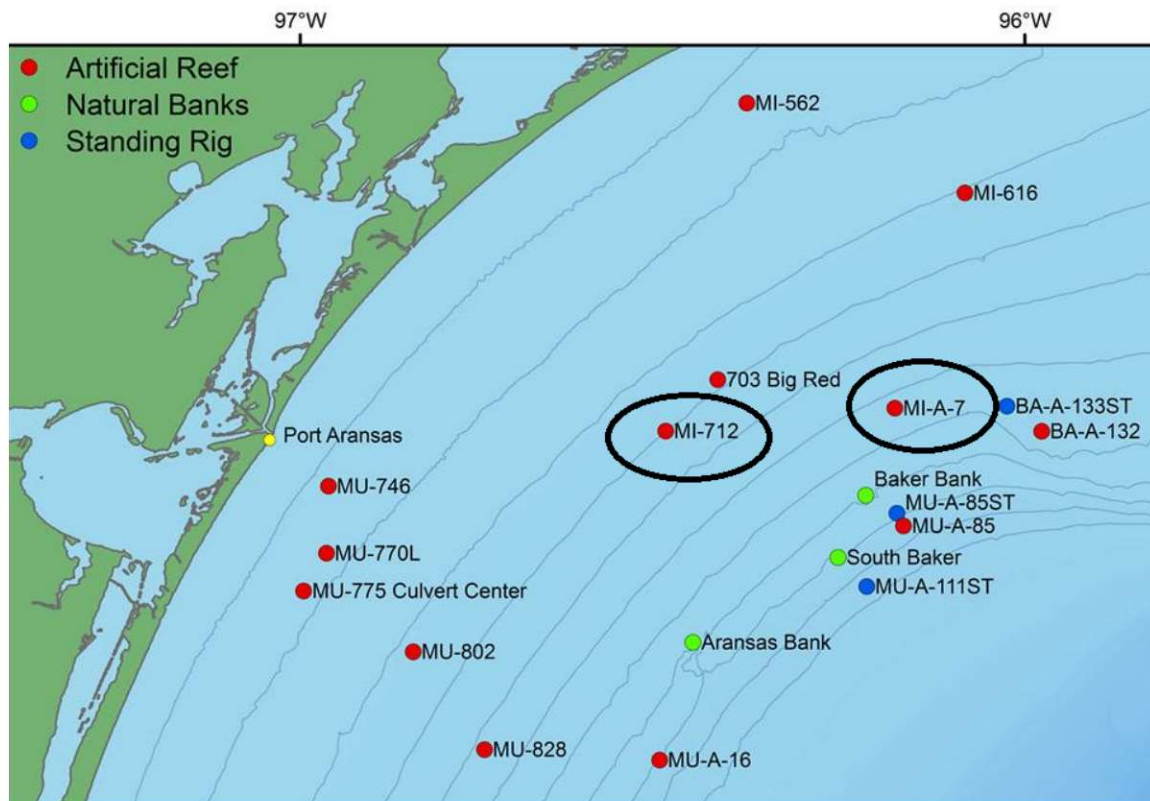 97°W
96°W
Artificial Reef
Natural Banks
Standing Rig
MI-562
MI-616
703 Big Red
MI-A-7
BA-A-133ST
MI-712
BA-A-132
Port Aransas
Baker Bank
MU-746
MU-A-85ST
MU-A-85
MU-770L
South Baker
MU-775 Culvert Center
MU-A-111ST
Aransas Bank
MU-802
MU-828
MU-A-16